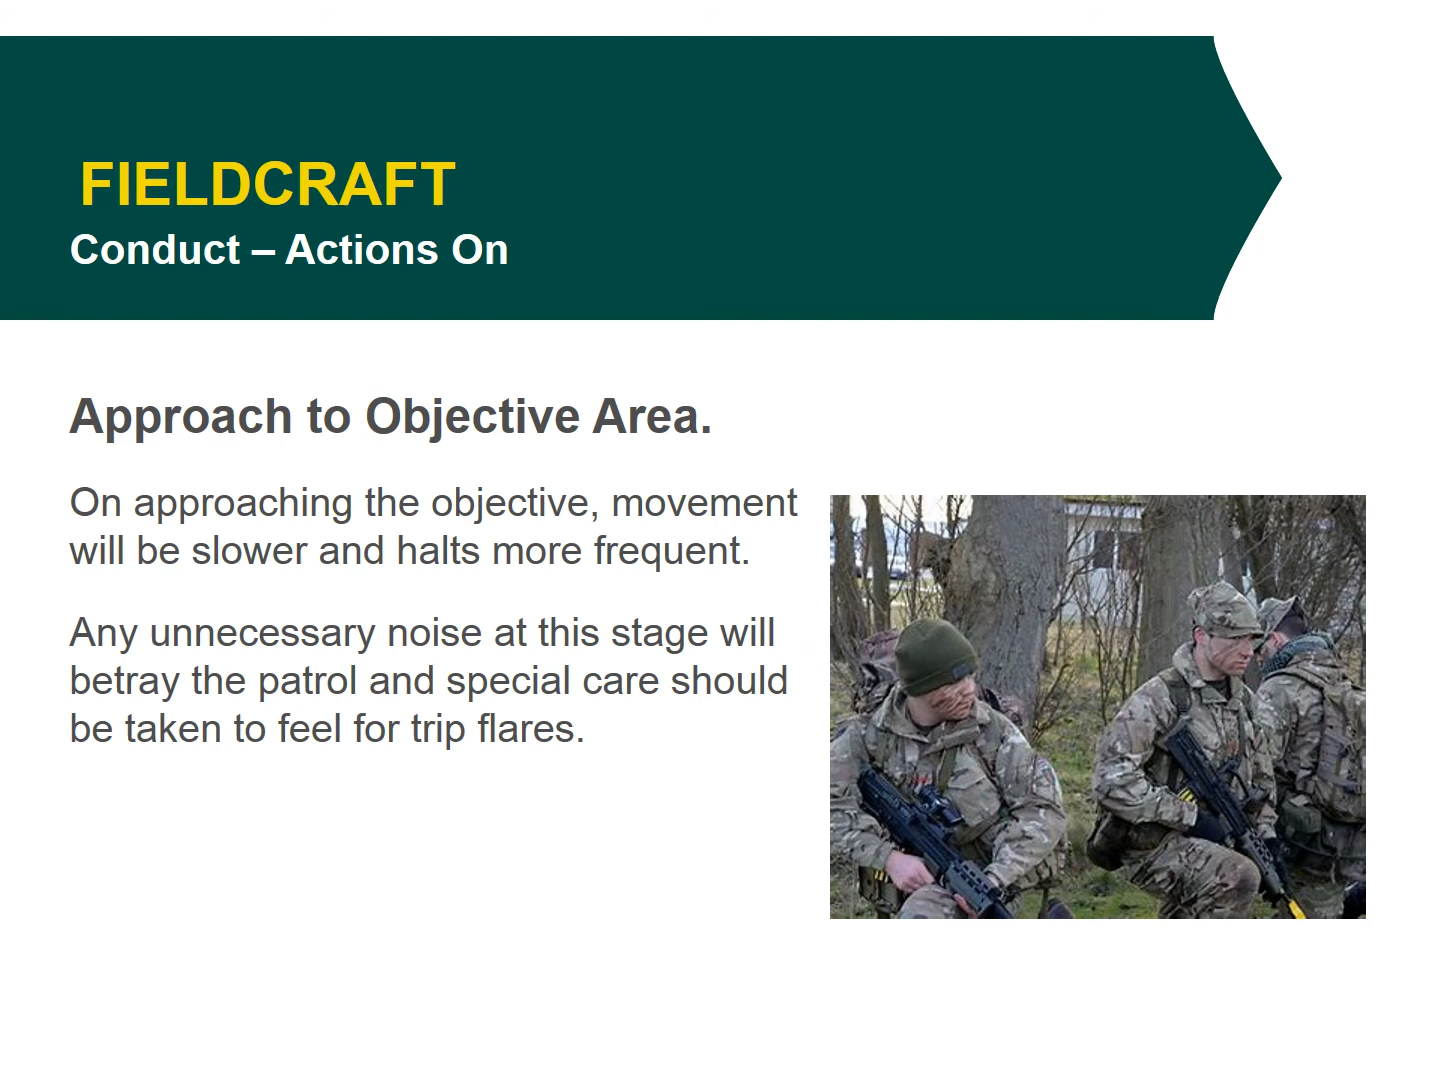 FIELDCRAFT
Conduct – Actions On
Approach to Objective Area.
On approaching the objective, movement
will be slower and halts more frequent.
Any unnecessary noise at this stage will
betray the patrol and special care should
be taken to feel for trip flares.